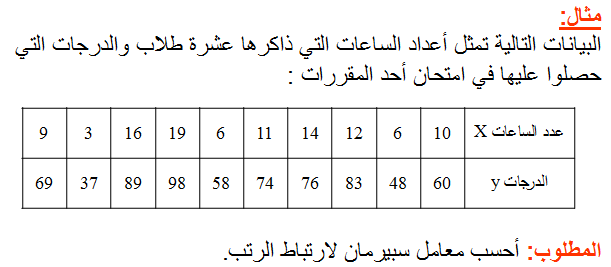 مثال:
البيانات التالية تمثل أعداد الساعات التي ذاكرها عشرة طلاب والدرجات التي
حصلوا عليها في امتحان أحد المقررات :
عدد الساعات X 10 6 12 14 11 6 19 16 3 9
الدرجات y 60 48 83 76 74 58 98 89 37 69
المطلوب: أحسب معامل سبيرمان لارتباط الرتب.